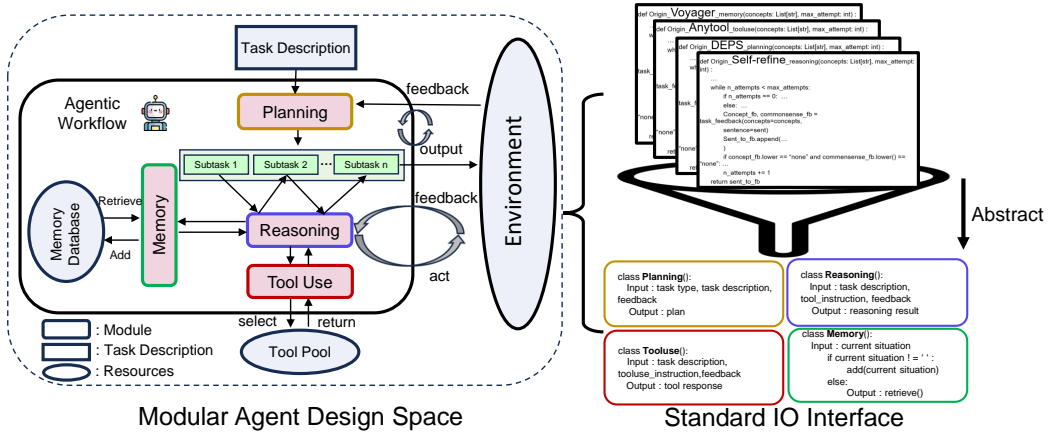 Task Description
Agentic
Workflow
Planning
feedback
output
Subtask 1
Subtask 2
...
Subtask n
Retrieve
Add
Memory
Database
Memory
Reasoning
feedback
act
Tool Use
select
return
Tool Pool
Environment
: Module
: Task Description
: Resources
Modular Agent Design Space
def Origin_Voyager_memory(concepts: List[str], max_attempt: int) :
def Origin_Anytool_tooluse(concepts: List[str], max_attempt: int) :
def Origin_DEPS_planning(concepts: List[str], max_attempt: int) :
def Origin_Self-refine_reasoning(concepts: List[str], max_attempt:
int) :
....
while n_attempts < max_attempts:
if n_attempts == 0: ...
else: ...
Concept_fb, commonsense_fb =
task_feedback(concepts=concepts,
sentence=sent)
Sent_to_fb.append(...
)
if concept_fb.lower == "none" and commensense_fb.lower() ==
"none": ...
n_attempts += 1
return sent_to_fb
Abstract
class Planning():
Input : task type, task description,
feedback
Output : plan
class Reasoning():
Input : task description,
tool_instruction, feedback
Output : reasoning result
class Tooluse():
Input : task description,
tooluse_instruction,feedback
Output : tool response
class Memory():
Input : current situation
if current situation ! = ' ' :
add(current situation)
else:
Output : retrieve()
Standard IO Interface